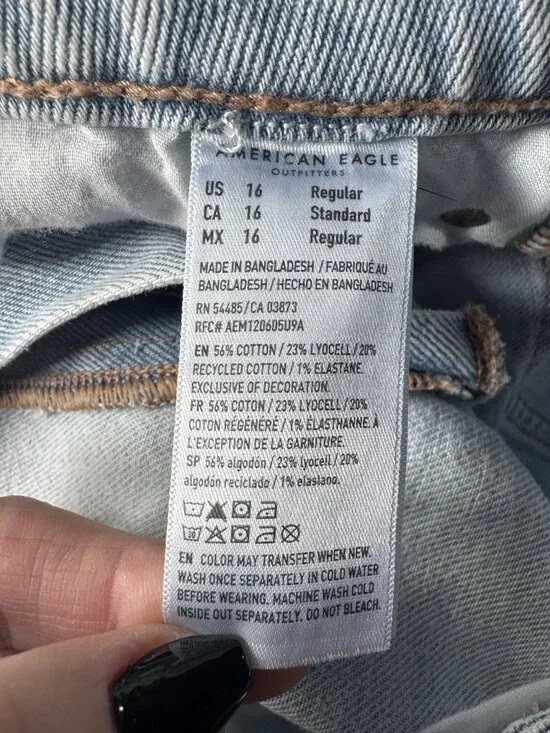 AMERICAN EAGLE
OUTFITTERS
US 16 Regular
CA 16 Standard
MX 16 Regular
MADE IN BANGLADESH / FABRIQUÉ AU
BANGLADESH / HECHO EN BANGLADESH
RN 54485/CA 03873
RFC# AEM120605U9A
EN 56% COTTON / 23% LYOCELL / 20%
RECYCLED COTTON / 1% ELASTANE.
EXCLUSIVE OF DECORATION.
FR 56% COTON / 23% LYOCELL / 20%
COTON RÉGÉNÉRÉ / 1% ÉLASTHANNE. À
L'EXCEPTION DE LA GARNITURE.
SP 56% algodón / 23% lyocell / 20%
algodón reciclado / 1% elastano.
30
EN COLOR MAY TRANSFER WHEN NEW.
WASH ONCE SEPARATELY IN COLD WATER
BEFORE WEARING. MACHINE WASH COLD
INSIDE OUT SEPARATELY. DO NOT BLEACH.